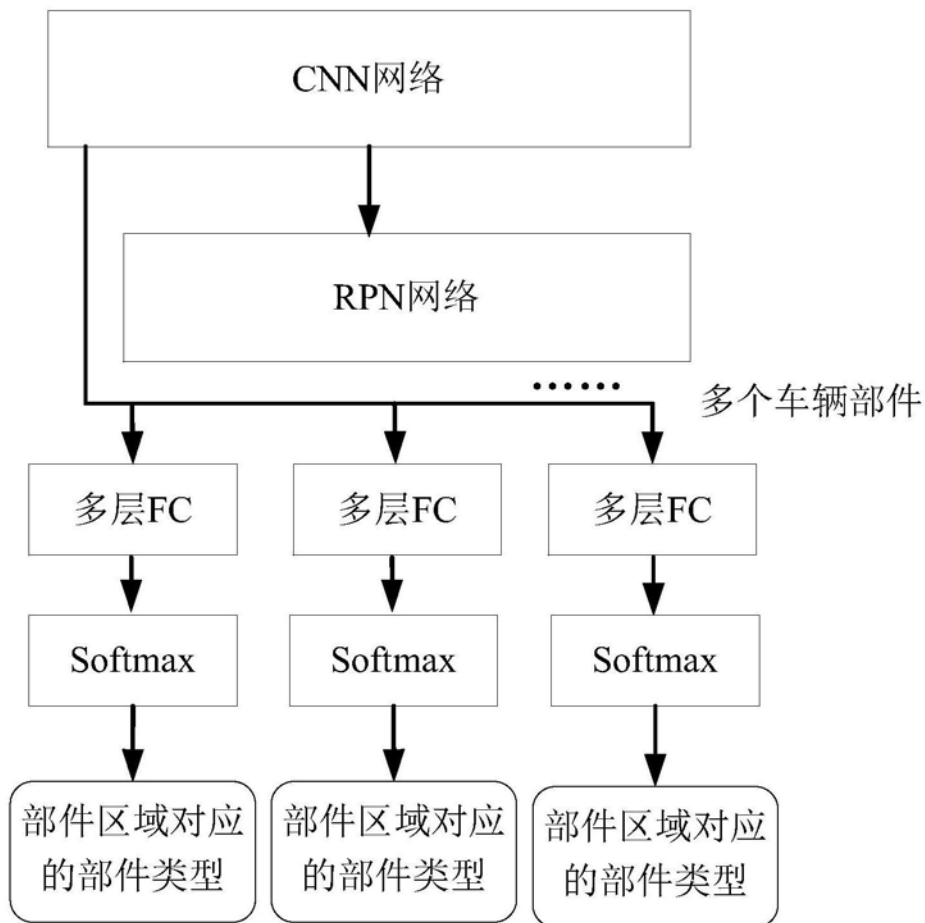 CNN网络
RPN网络
······
多个车辆部件
多层FC
多层FC
多层FC
Softmax
Softmax
Softmax
部件区域对应
的部件类型
部件区域对应
的部件类型
部件区域对应
的部件类型